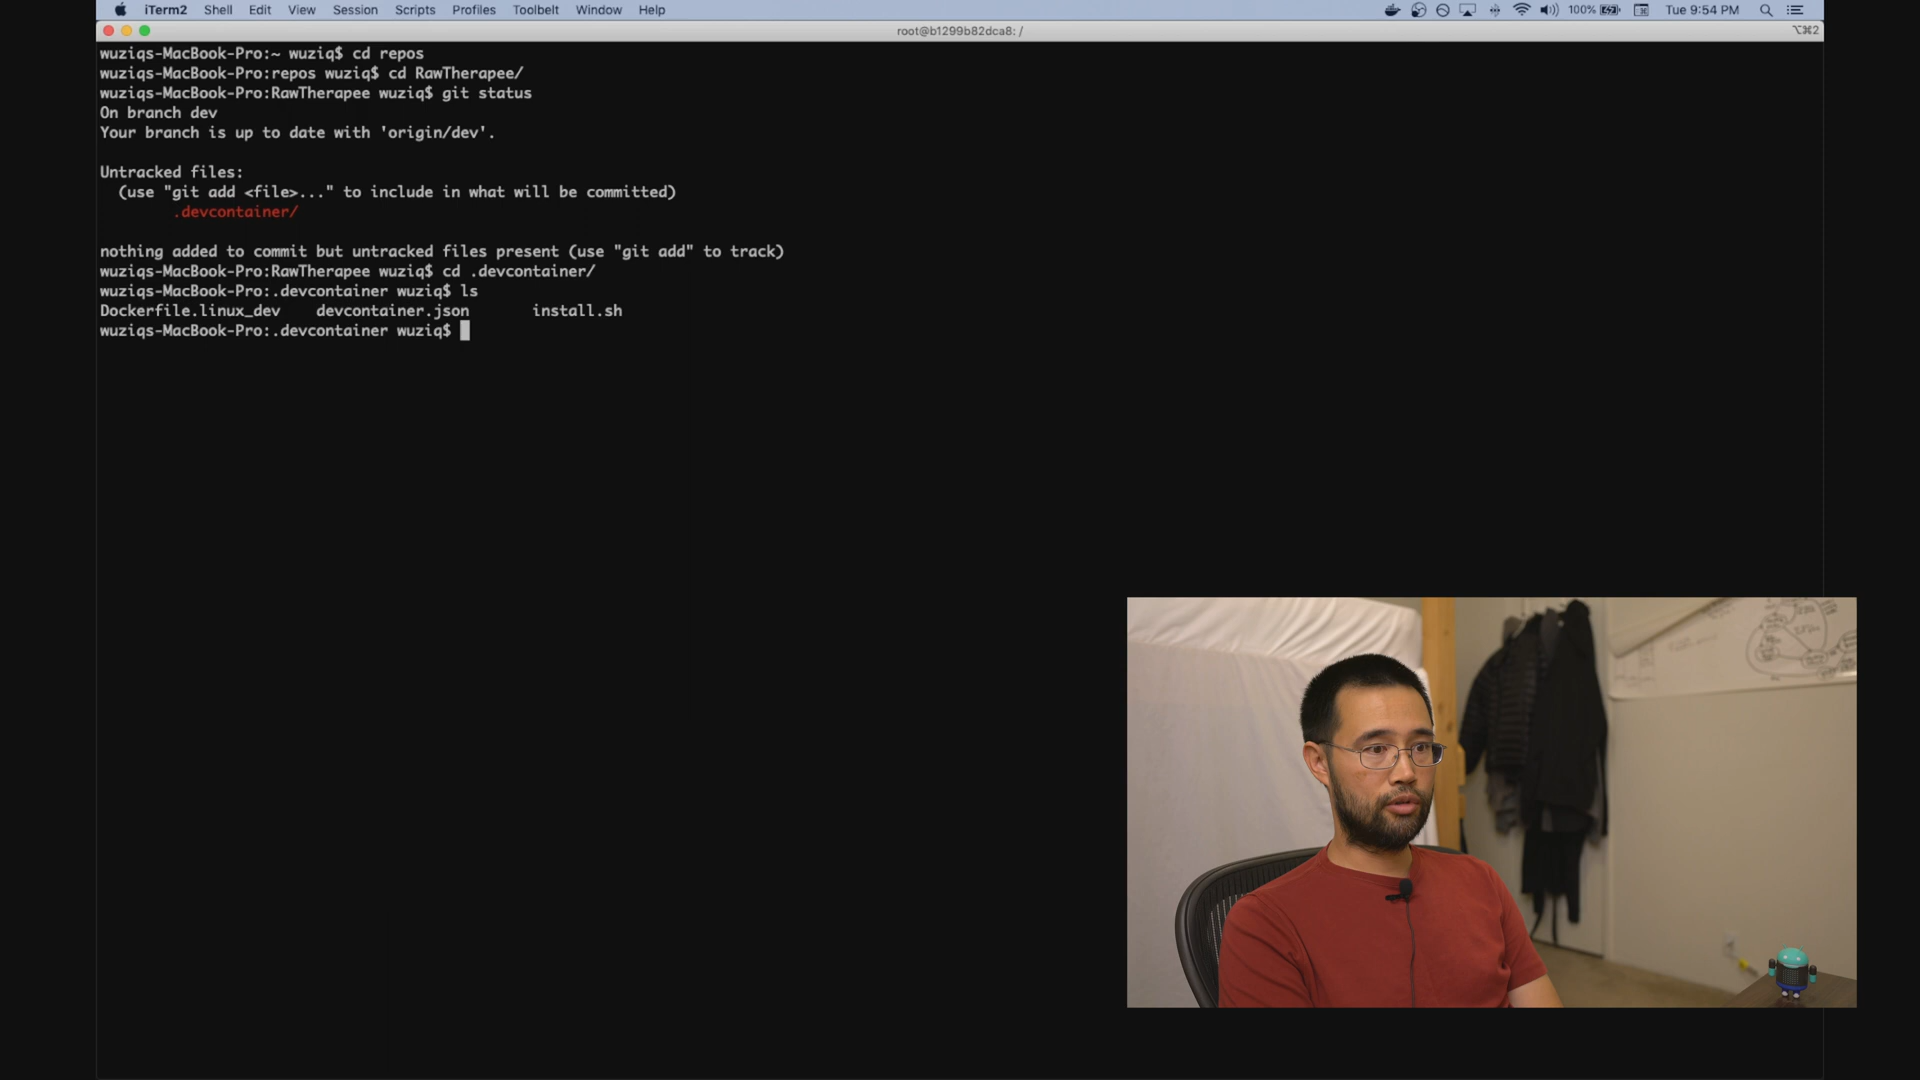 iTerm2 Shell Edit View Session Scripts Profiles Toolbelt Window Help 100% Tue 9:54 PM
root@b1299b82dca8: / ⌥⌘2
wuziqs-MacBook-Pro:~ wuziq$ cd repos
wuziqs-MacBook-Pro:repos wuziq$ cd RawTherapee/
wuziqs-MacBook-Pro:RawTherapee wuziq$ git status
On branch dev
Your branch is up to date with 'origin/dev'.
Untracked files:
(use "git add <file>..." to include in what will be committed)
.devcontainer/
nothing added to commit but untracked files present (use "git add" to track)
wuziqs-MacBook-Pro:RawTherapee wuziq$ cd .devcontainer/
wuziqs-MacBook-Pro:.devcontainer wuziq$ ls
Dockerfile.linux_dev devcontainer.json install.sh
wuziqs-MacBook-Pro:.devcontainer wuziq$